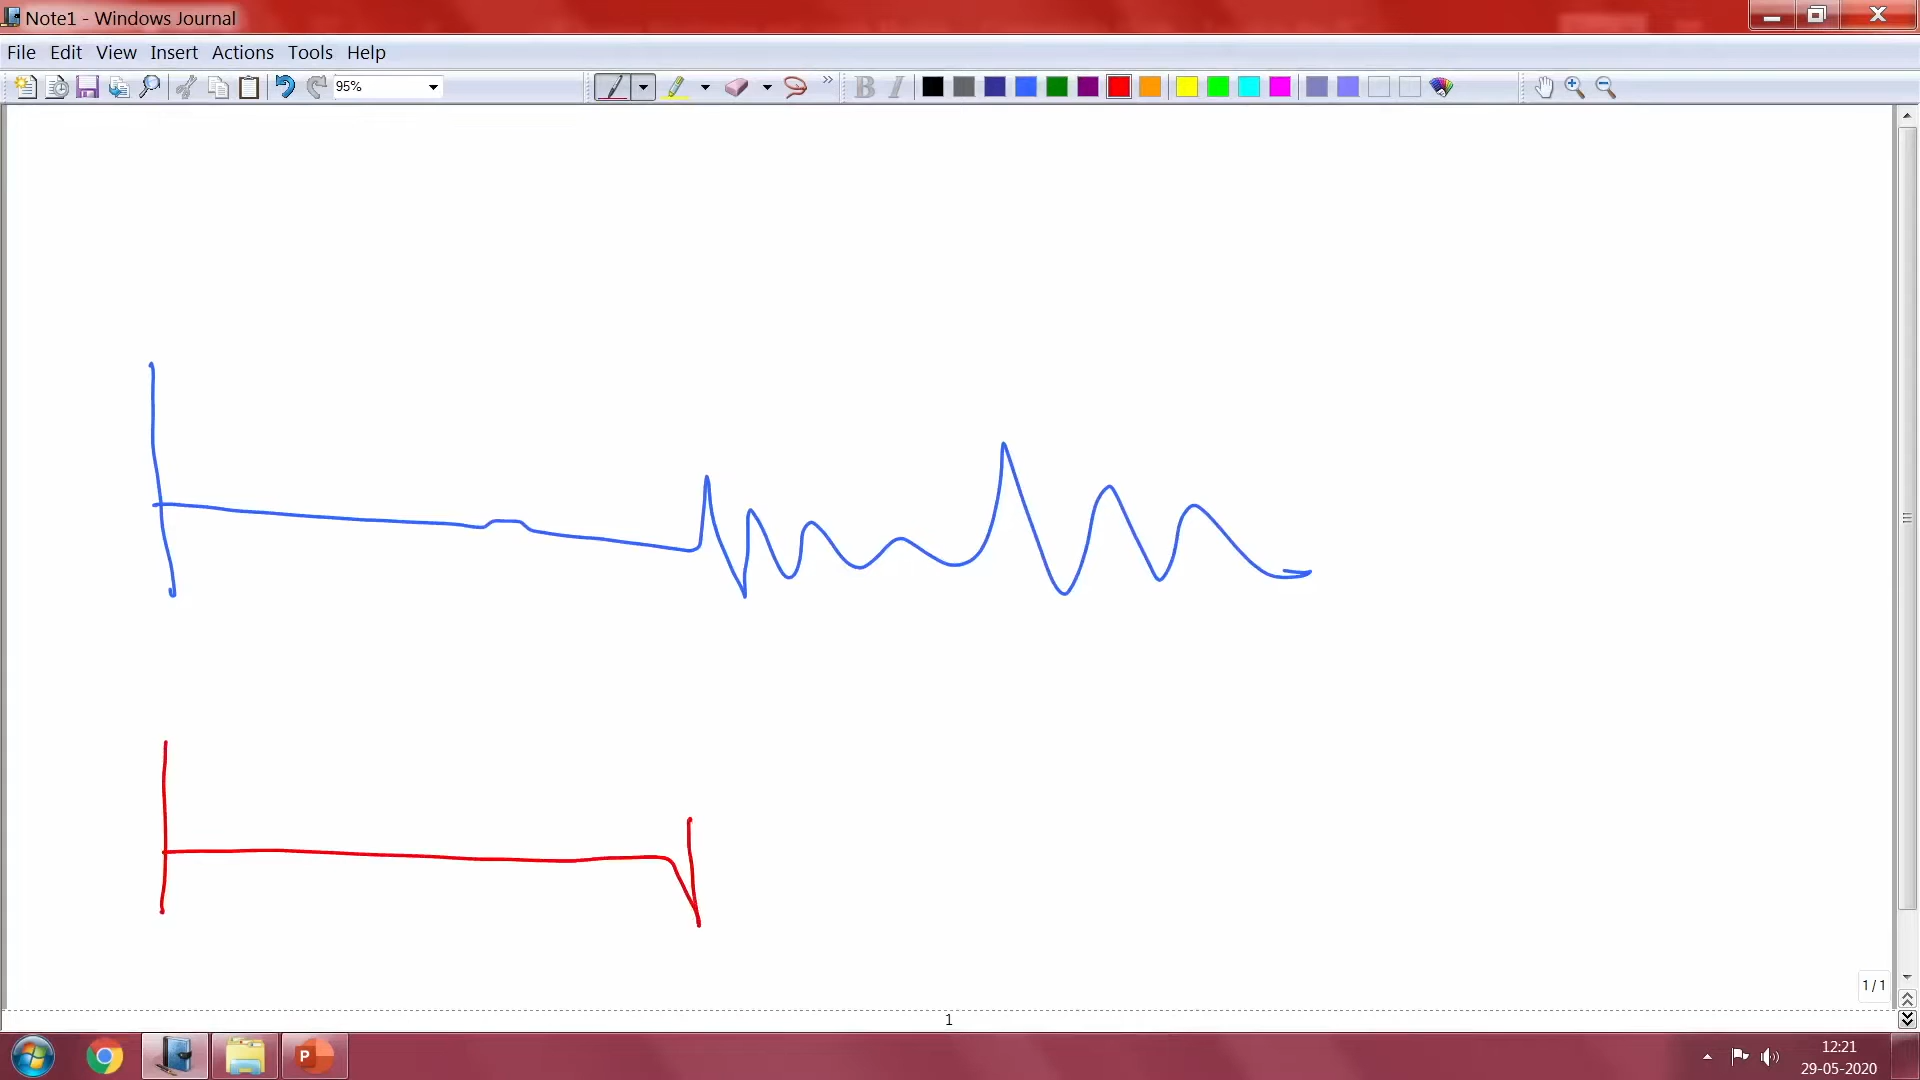 Note1 - Windows Journal
File Edit View Insert Actions Tools Help
95%
B I
1 / 1
1
P
12:21
29-05-2020